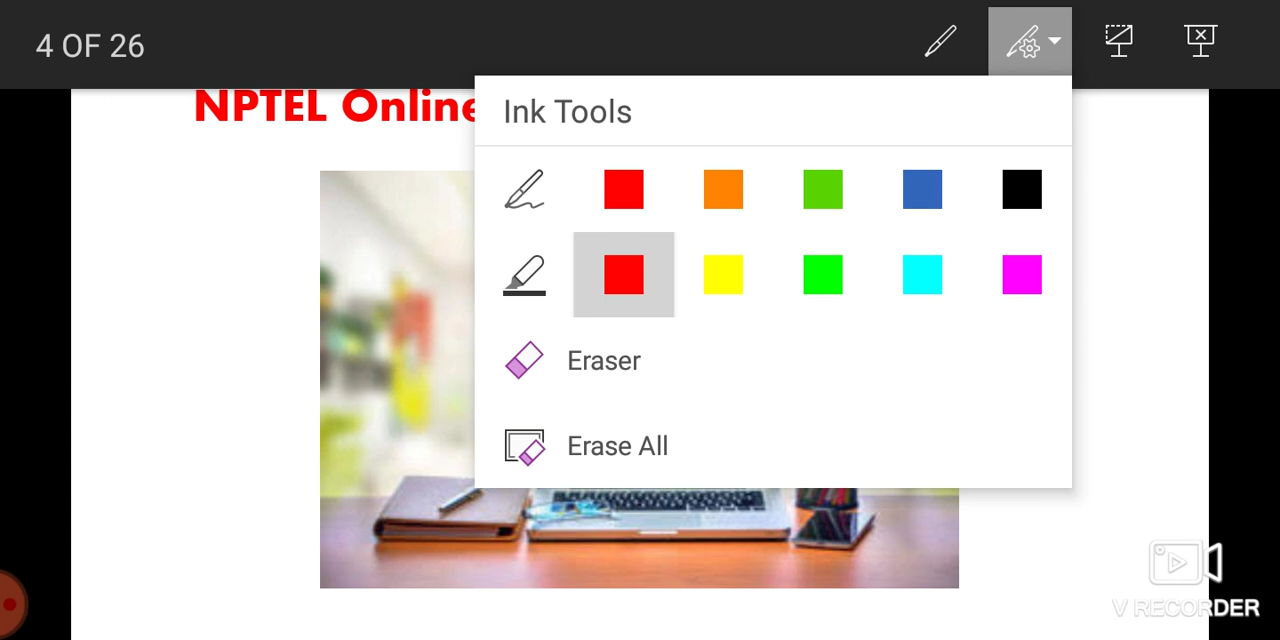 4 OF 26
NPTEL Online
Ink Tools
Eraser
Erase All
V RECORDER